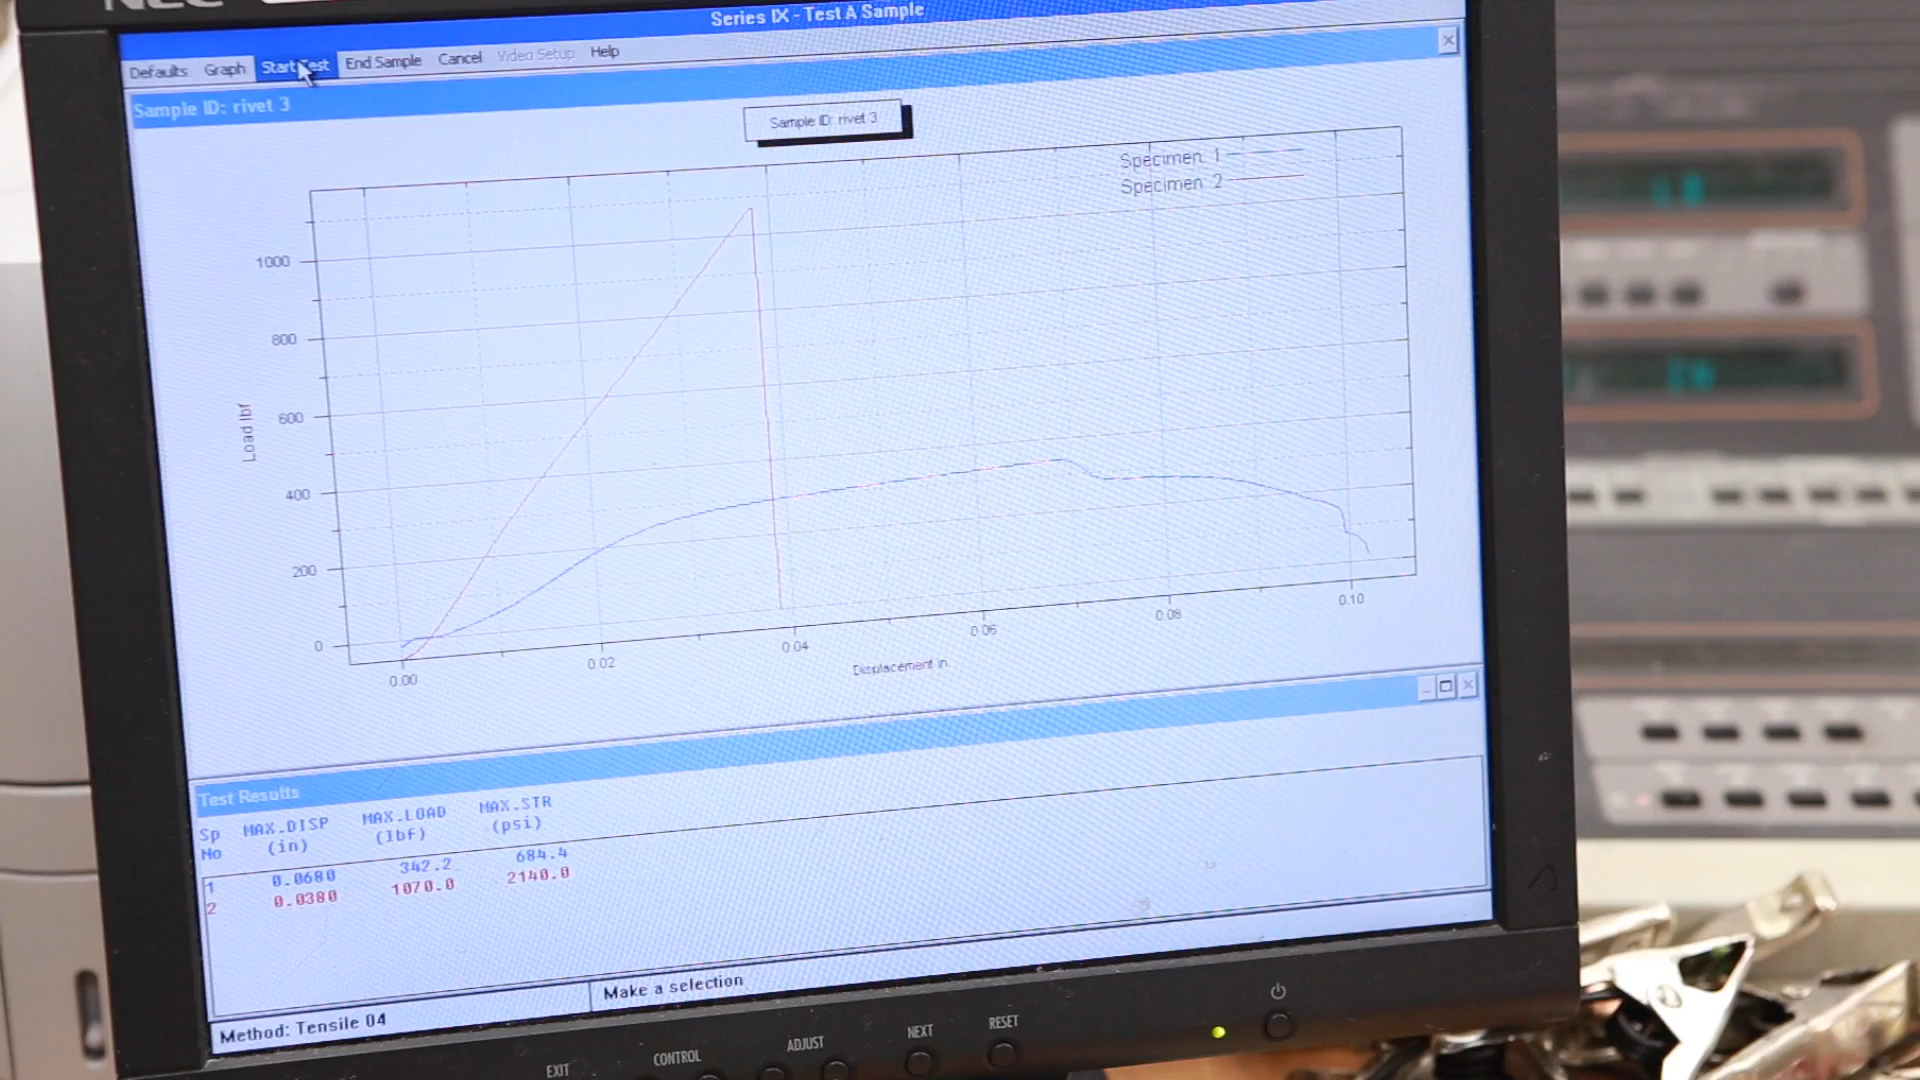 NEC
Series IX - Test A Sample
Defaults Graph Start Test End Sample Cancel Video Setup Help
Sample ID: rivet 3
Sample ID: rivet 3
Specimen 1
Specimen 2
1000
800
600
400
200
0
Load lbf
0.00 0.02 0.04 0.06 0.08 0.10
Displacement in
Test Results
Sp MAX.DISP MAX.LOAD MAX.STR
No (in) (lbf) (psi)
1 0.0680 342.2 684.4
2 0.0380 1070.0 2140.0
Make a selection
Method: Tensile 04
EXIT CONTROL ADJUST NEXT RESET